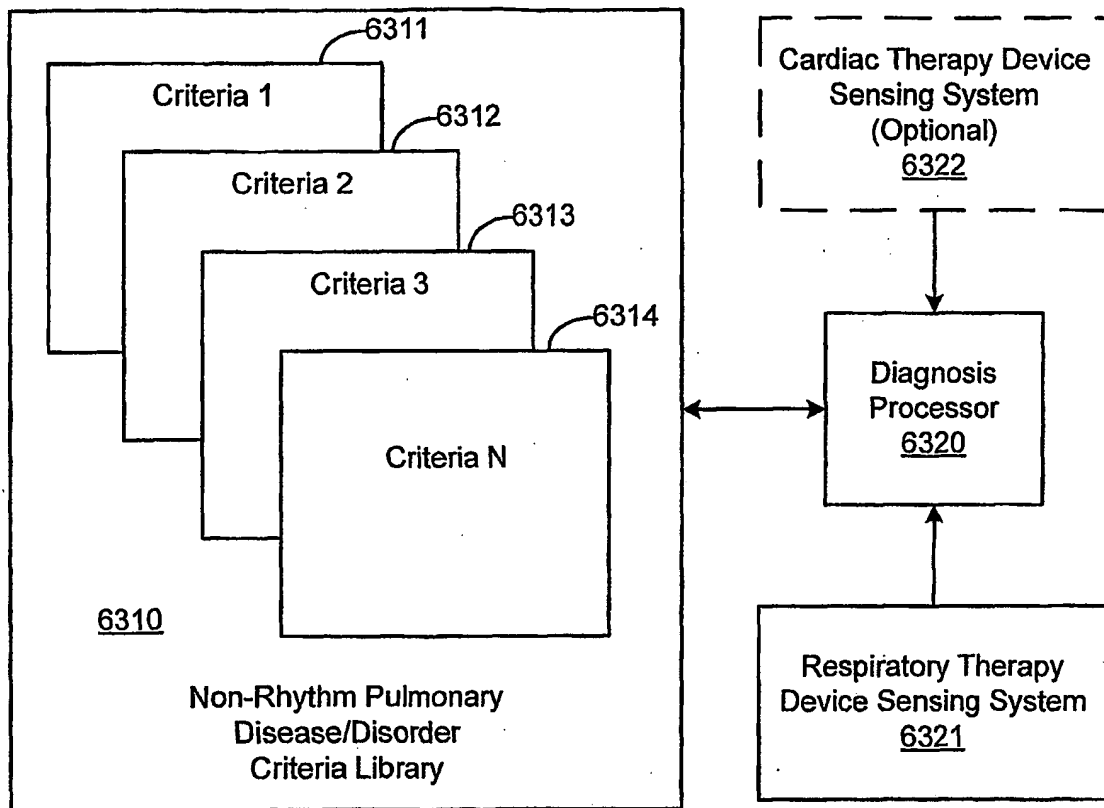 6311
Criteria 1
6312
Criteria 2
6313
Criteria 3
6314
Criteria N
6310
Non-Rhythm Pulmonary
Disease/Disorder
Criteria Library
Cardiac Therapy Device
Sensing System
(Optional)
6322
Diagnosis
Processor
6320
Respiratory Therapy
Device Sensing System
6321